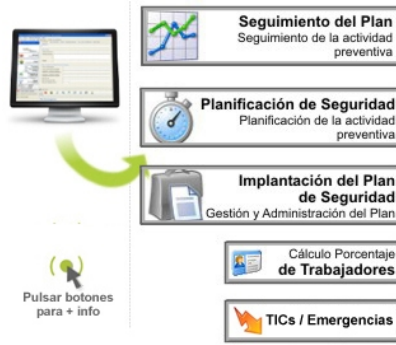 Seguimiento del Plan
Seguimiento de la actividad
preventiva
Planificación de Seguridad
Planificación de la actividad
preventiva
Implantación del Plan
de Seguridad
Gestión y Administración del Plan
Cálculo Porcentaje
de Trabajadores
Pulsar botones
para + info
TICs / Emergencias